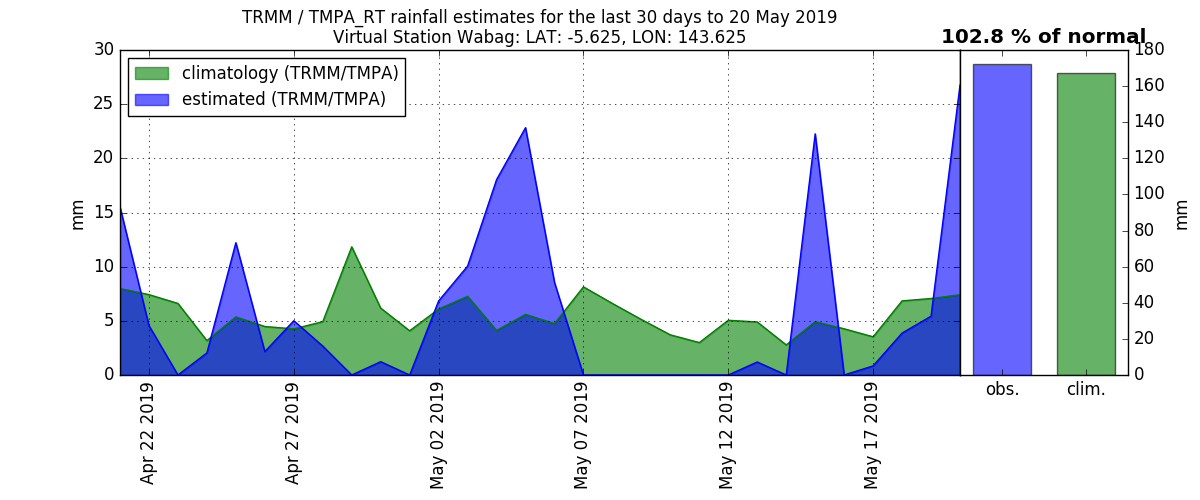 TRMM / TMPA_RT rainfall estimates for the last 30 days to 20 May 2019
Virtual Station Wabag: LAT: -5.625, LON: 143.625
102.8 % of normal
climatology (TRMM/TMPA)
estimated (TRMM/TMPA)
30
25
20
15
10
5
0
mm
Apr 22 2019
Apr 27 2019
May 02 2019
May 07 2019
May 12 2019
May 17 2019
180
160
140
120
100
80
60
40
20
0
mm
obs.
clim.